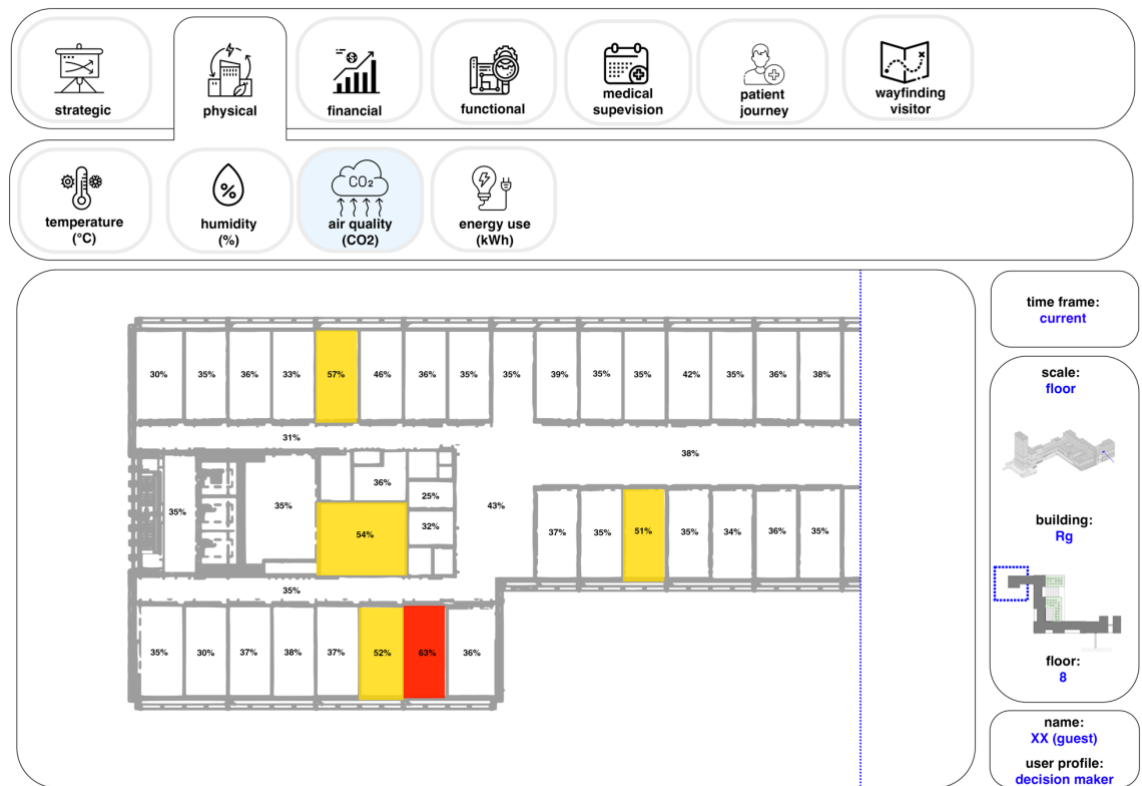 strategic
physical
financial
functional
medical
supevision
patient
journey
wayfinding
visitor
temperature
(°C)
humidity
(%)
CO2
air quality
(CO2)
energy use
(kWh)
30% 35% 36% 33% 57% 46% 36% 35% 35% 39% 35% 35% 42% 35% 36% 38%
31%
38%
36%
25%
35% 35% 43%
32%
54%
37% 35% 51% 35% 34% 36% 35%
35%
35% 30% 37% 38% 37% 52% 63% 36%
time frame:
current
scale:
floor
building:
Rg
floor:
8
name:
XX (guest)
user profile:
decision maker